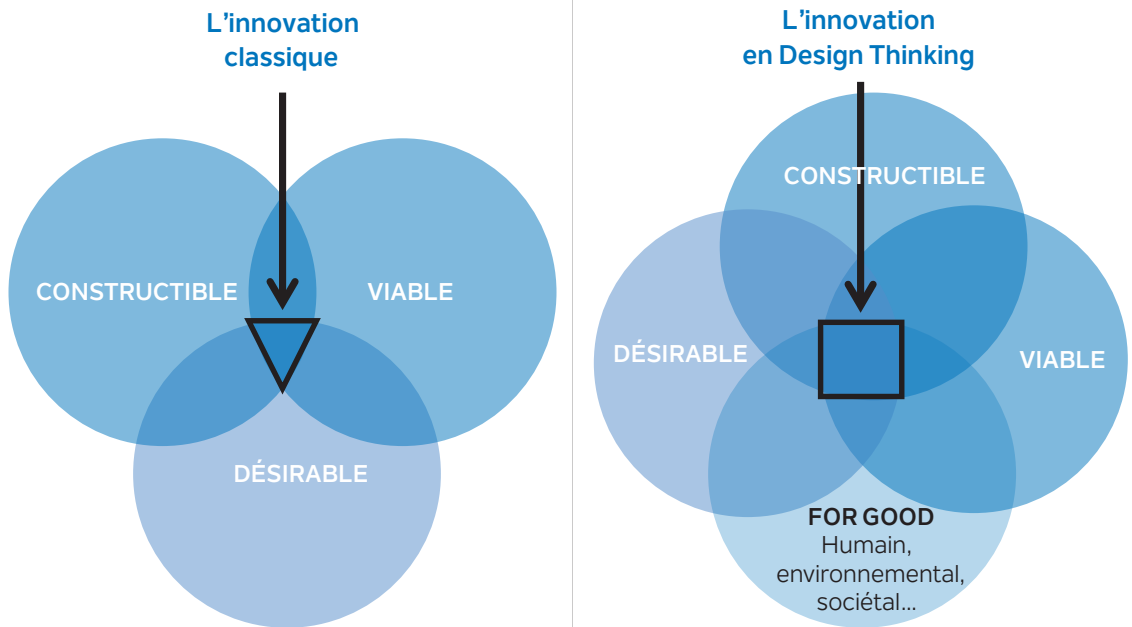 L'innovation
classique
CONSTRUCTIBLE
VIABLE
DÉSIRABLE
L'innovation
en Design Thinking
CONSTRUCTIBLE
DÉSIRABLE
VIABLE
FOR GOOD
Humain,
environnemental,
sociétal...